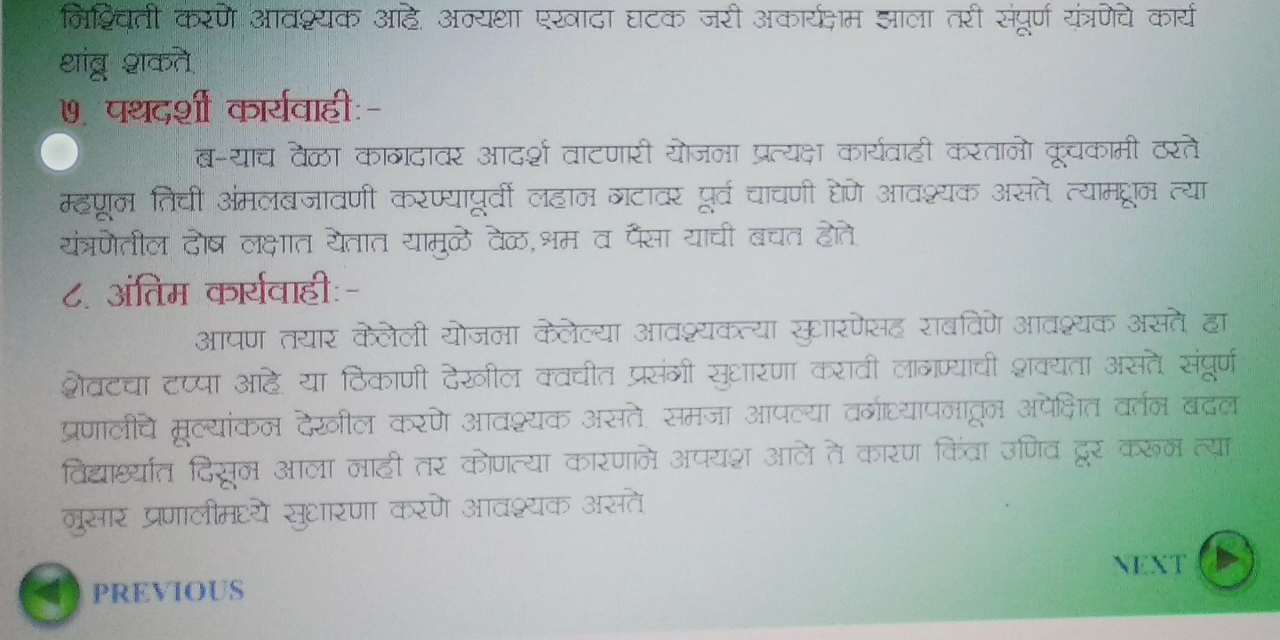 निश्चिती करणे आवश्यक आहे. अन्यथा एखादा घटक जरी अकार्यक्षम झाला तरी संपूर्ण यंत्रणेचे कार्य
थांबू शकते.
७. पथदर्शी कार्यवाही:-
ब-याच वेळा कागदावर आदर्श वाटणारी योजना प्रत्यक्ष कार्यवाही करतानो कूचकामी ठरते
म्हणून तिची अंमलबजावणी करण्यापूर्वी लहान गटावर पूर्व चाचणी घेणे आवश्यक असते. त्यामधून त्या
यंत्रणेतील दोष लक्षात येतात यामुळे वेळ,श्रम व पैसा याची बचत होते.
८. अंतिम कार्यवाही:-
आपण तयार केलेली योजना केलेल्या आवश्यकत्या सुधारणेसह राबविणे आवश्यक असते. हा
शेवटचा टप्पा आहे. या ठिकाणी देखील क्वचीत प्रसंगी सुधारणा करावी लागण्याची शक्यता असते. संपूर्ण
प्रणालीचे मूल्यांकन देखील करणे आवश्यक असते. समजा आपल्या वर्गाध्यापनातून अपेक्षित वर्तन बदल
विद्यार्थ्यात दिसून आला नाही तर कोणत्या कारणाने अपयश आले ते कारण किंवा उणिव दूर करून त्या
नुसार प्रणालीमध्ये सुधारणा करणे आवश्यक असते.
NEXT
PREVIOUS